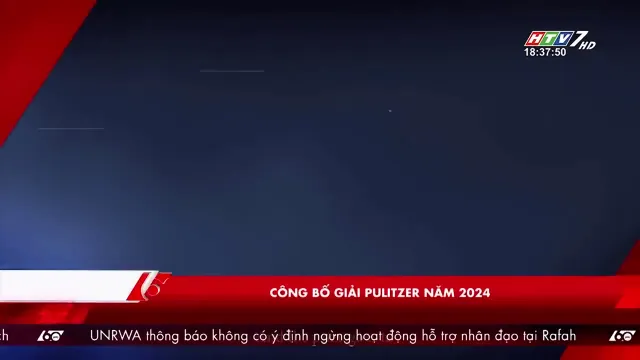 HTV7 HD
18:37:50
CÔNG BỐ GIẢI PULITZER NĂM 2024
ch
UNRWA thông báo không có ý định ngừng hoạt động hỗ trợ nhân đạo tại Rafah